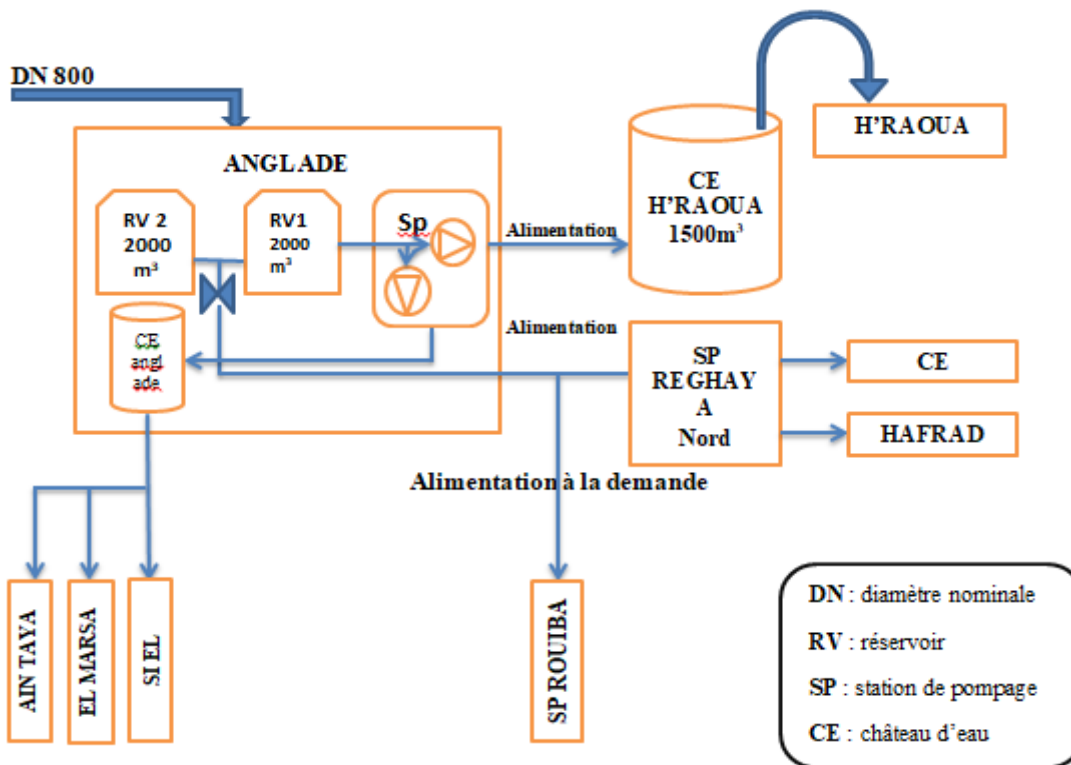 DN 800
ANGLADE
RV 2
2000
m³
RV1
2000
m³
Sp
CE
angl
ade
Alimentation
CE
H'RAOUA
1500m³
H'RAOUA
Alimentation
SP
REGHAY
A
Nord
CE
HAFRAD
Alimentation à la demande
AIN TAYA
EL MARSA
SI EL
SP ROUIBA
DN : diamètre nominale
RV : réservoir
SP : station de pompage
CE : château d'eau